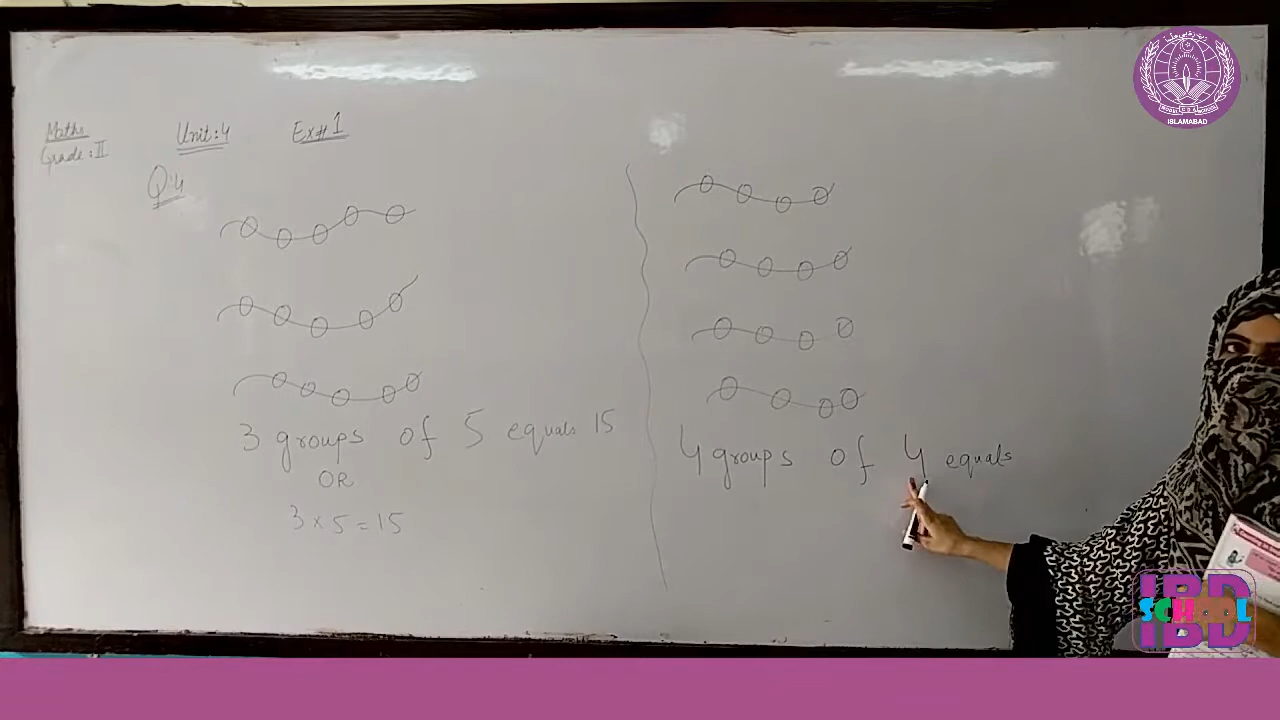 Maths
Grade: II
Unit: 4
Ex# 1
Q:4
3 groups of 5 equals 15
OR
3 × 5 = 15
4 groups of 4 equals
ISLAMABAD
IBD
SCHOOL
IBD